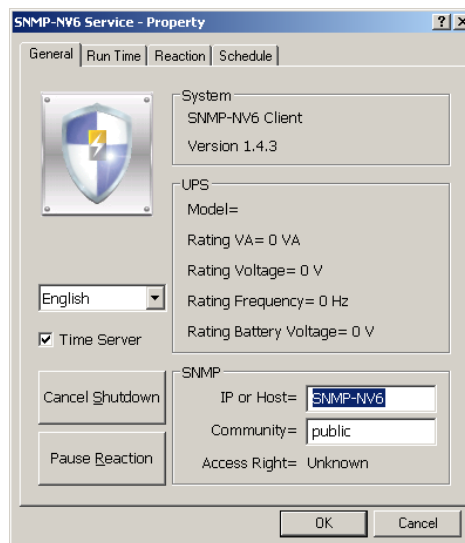 SNMP-NV6 Service - Property
General Run Time Reaction Schedule
System
SNMP-NV6 Client
Version 1.4.3
UPS
Model=
Rating VA= 0 VA
Rating Voltage= 0 V
Rating Frequency= 0 Hz
Rating Battery Voltage= 0 V
English
Time Server
Cancel Shutdown
Pause Reaction
SNMP
IP or Host= SNMP-NV6
Community= public
Access Right= Unknown
OK Cancel